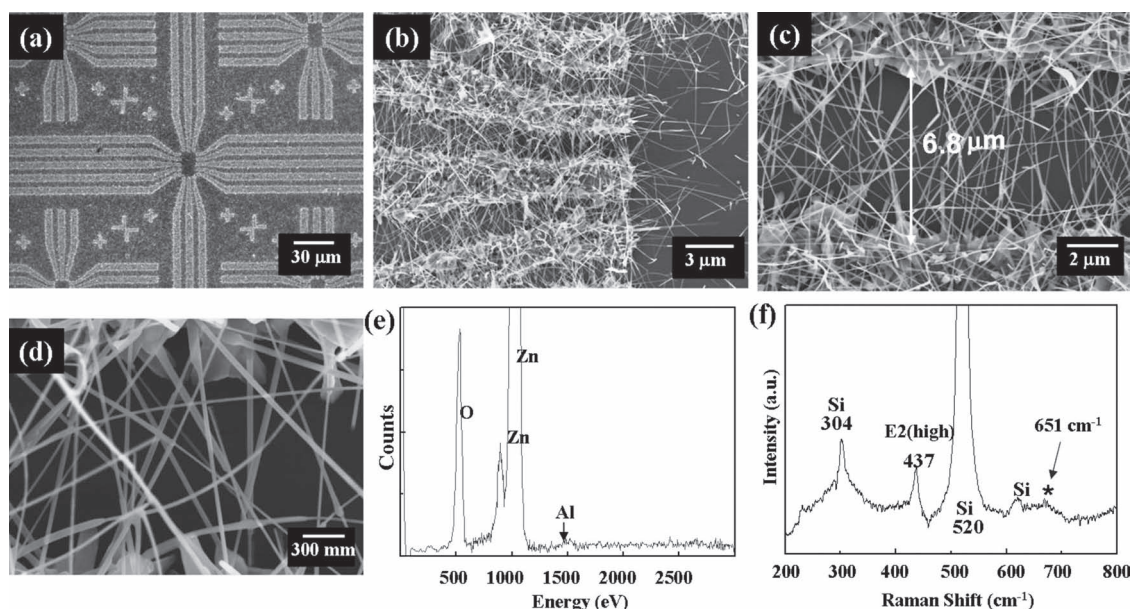 (a)
30 μm
(b)
3 μm
(c)
6.8 μm
2 μm
(d)
300 mm
(e)
Counts
O
Zn
Zn
Al
500 1000 1500 2000 2500
Energy (eV)
(f)
Intensity (a.u.)
Si
304
E2(high)
437
Si
520
Si
*
651 cm⁻¹
200 300 400 500 600 700 800
Raman Shift (cm⁻¹)